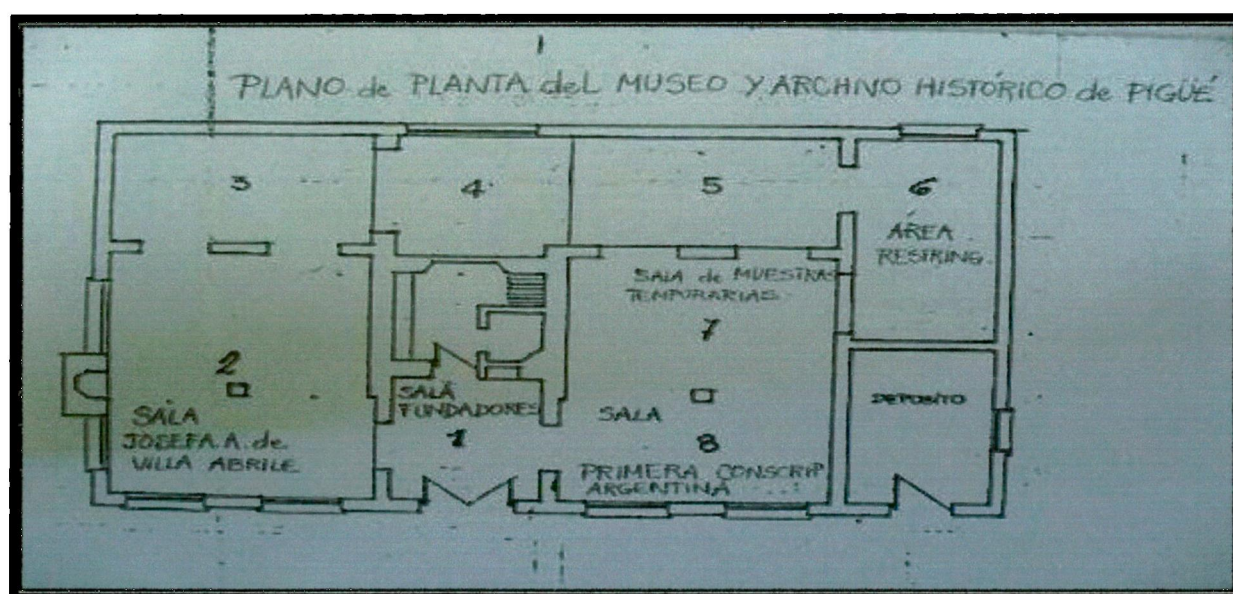 PLANO de PLANTA del MUSEO Y ARCHIVO HISTÓRICO de PIGÜÉ
3
4
5
6
ÁREA
RESTRING.
SALA de MUESTRAS
TEMPORARIAS
7
2
SALA
JOSEFA A. de
VILLA ABRILE
SALA
FUNDADORES
1
SALA
8
PRIMERA CONSCRIP
ARGENTINA
DEPOSITO